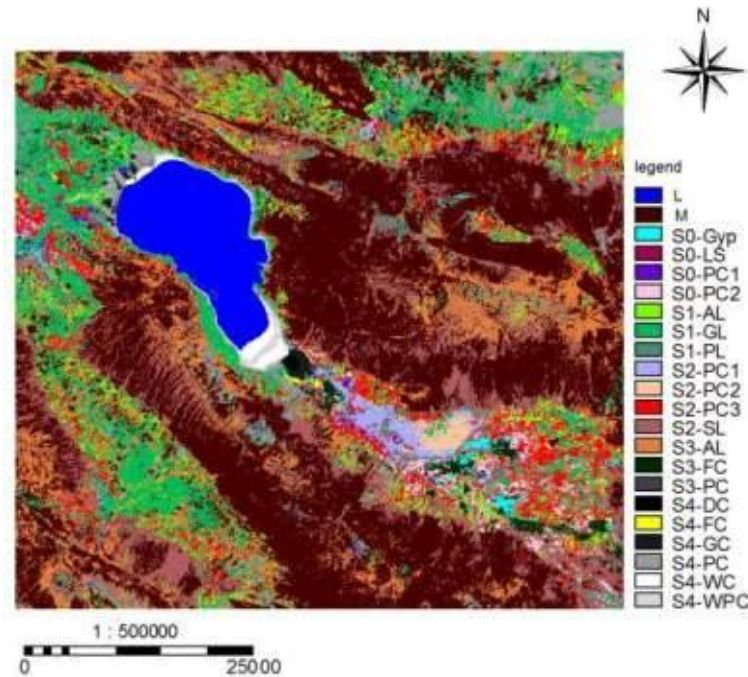 N
legend
L
M
S0-Gyp
S0-LS
S0-PC1
S0-PC2
S1-AL
S1-GL
S1-PL
S2-PC1
S2-PC2
S2-PC3
S2-SL
S3-AL
S3-FC
S3-PC
S4-DC
S4-FC
S4-GC
S4-PC
S4-WC
S4-WPC
1 : 500000
0 25000